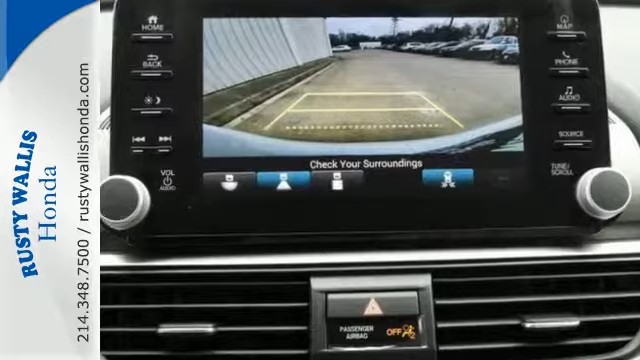 RUSTY WALLIS
Honda
214.348.7500 / rustywallishonda.com
HOME
BACK
VOL
AUDIO
Check Your Surroundings
MAP
PHONE
AUDIO
SOURCE
TUNE/
SCROLL
PASSENGER
AIRBAG
OFF
2